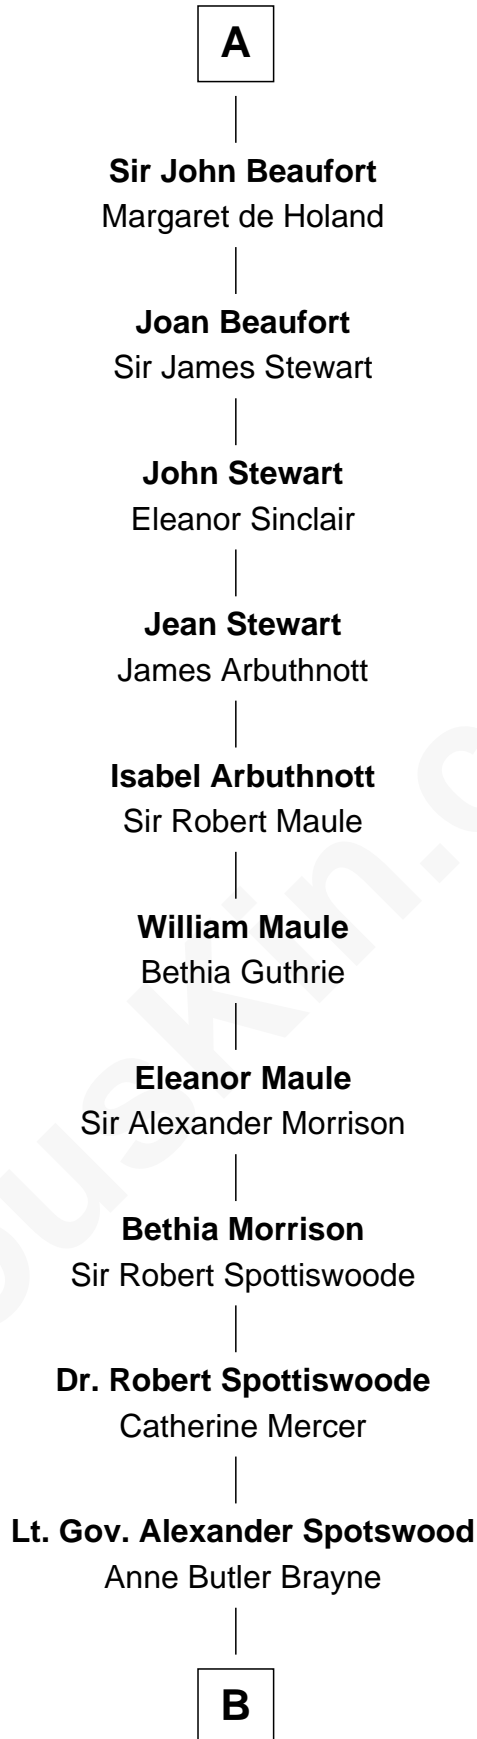 A
Sir John Beaufort
Margaret de Holand
Joan Beaufort
Sir James Stewart
John Stewart
Eleanor Sinclair
Jean Stewart
James Arbuthnott
Isabel Arbuthnott
Sir Robert Maule
William Maule
Bethia Guthrie
Eleanor Maule
Sir Alexander Morrison
Bethia Morrison
Sir Robert Spottiswoode
Dr. Robert Spottiswoode
Catherine Mercer
Lt. Gov. Alexander Spotswood
Anne Butler Brayne
B